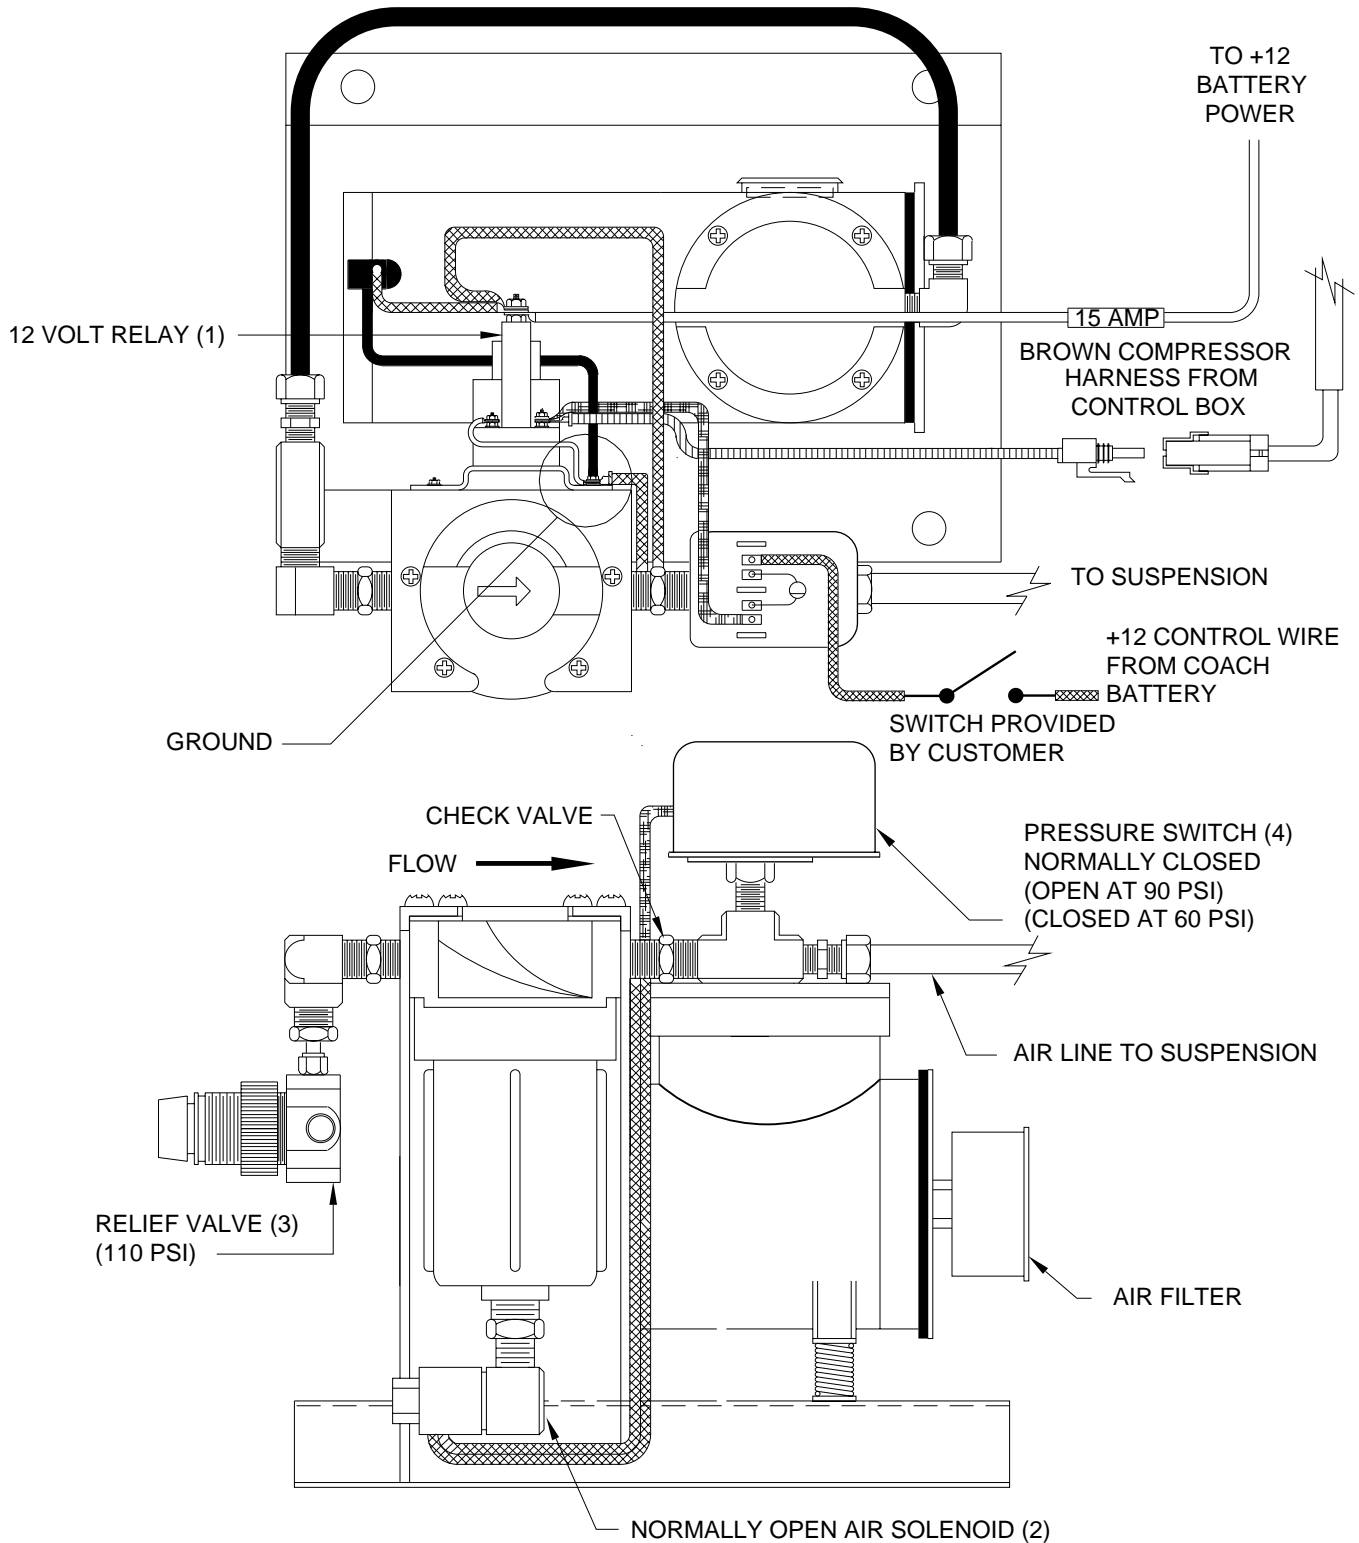 TO +12
BATTERY
POWER
12 VOLT RELAY (1)
15 AMP
BROWN COMPRESSOR
HARNESS FROM
CONTROL BOX
TO SUSPENSION
+12 CONTROL WIRE
FROM COACH
BATTERY
SWITCH PROVIDED
BY CUSTOMER
GROUND
CHECK VALVE
FLOW
PRESSURE SWITCH (4)
NORMALLY CLOSED
(OPEN AT 90 PSI)
(CLOSED AT 60 PSI)
AIR LINE TO SUSPENSION
RELIEF VALVE (3)
(110 PSI)
AIR FILTER
NORMALLY OPEN AIR SOLENOID (2)